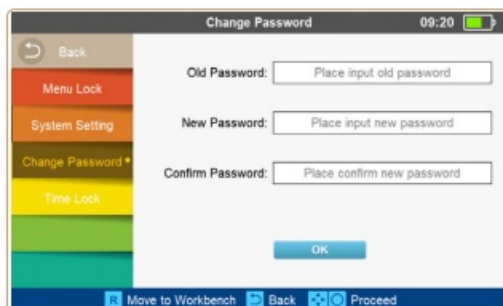 Change Password 09:20
Back
Menu Lock
System Setting
Change Password
Time Lock
Old Password: Place input old password
New Password: Place input new password
Confirm Password: Place confirm new password
OK
R Move to Workbench Back Proceed